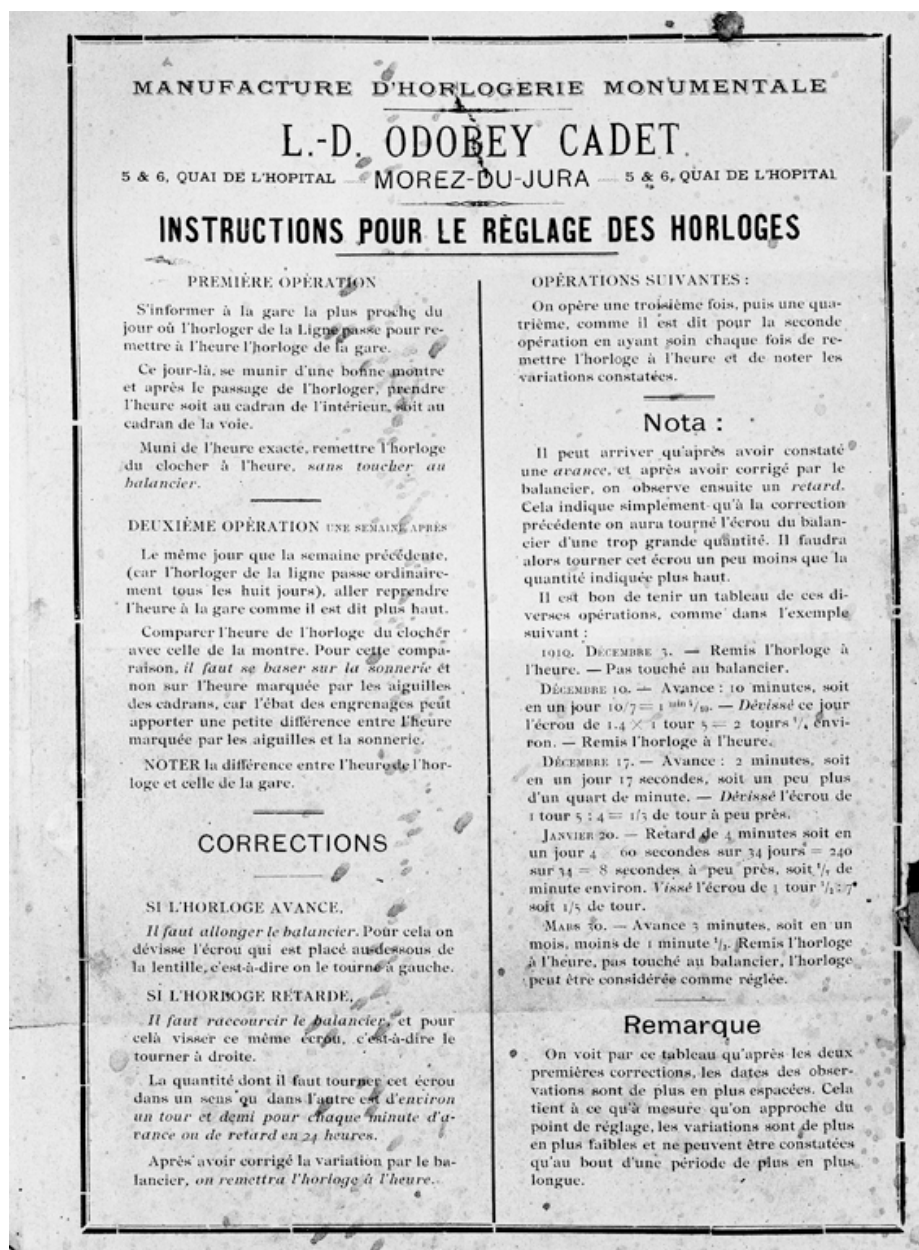 MANUFACTURE D'HORLOGERIE MONUMENTALE
L.-D. ODOBEY CADET.
5 & 6, QUAI DE L'HOPITAL — MOREZ-DU-JURA — 5 & 6, QUAI DE L'HOPITAL
INSTRUCTIONS POUR LE RÈGLAGE DES HORLOGES
PREMIÈRE OPÈRATION
S'informer à la gare la plus proche du
jour où l'horloger de la Ligne passe pour re-
mettre à l'heure l'horloge de la gare.
Ce jour-là, se munir d'une bonne montre
et après le passage de l'horloger, prendre
l'heure soit au cadran de l'intérieur, soit au
cadran de la voie.
Muni de l'heure exacte, remettre l'horloge
du clocher à l'heure, sans toucher au
balancier.
DEUXIÈME OPÈRATION UNE SEMAINE APRÈS
Le même jour que la semaine précédente,
(car l'horloger de la ligne passe ordinaire-
ment tous les huit jours), aller reprendre
l'heure à la gare comme il est dit plus haut.
Comparer l'heure de l'horloge du clocher
avec celle de la montre. Pour cette compa-
raison, il faut se baser sur la sonnerie et
non sur l'heure marquée par les aiguilles
des cadrans, car l'ébat des engrenages peut
apporter une petite différence entre l'heure
marquée par les aiguilles et la sonnerie.
NOTER la différence entre l'heure de l'hor-
loge et celle de la gare.
CORRECTIONS
SI L'HORLOGE AVANCE,
Il faut allonger le balancier. Pour cela on
dévisse l'écrou qui est placé au-dessous de
la lentille, c'est-à-dire on le tourne à gauche.
SI L'HORLOGE RETARDE,
Il faut raccourcir le balancier, et pour
celà visser ce même écrou, c'est-à-dire le
tourner à droite.
La quantité dont il faut tourner cet écrou
dans un sens ou dans l'autre est d'environ
un tour et demi pour chaque minute d'a-
vance ou de retard en 24 heures.
Après avoir corrigé la variation par le ba-
lancier, on remettra l'horloge à l'heure.
OPÉRATIONS SUIVANTES :
On opère une troisième fois, puis une qua-
trième, comme il est dit pour la seconde
opération en ayant soin chaque fois de re-
mettre l'horloge à l'heure et de noter les
variations constatées.
Nota :
Il peut arriver qu'après avoir constaté
une avance, et après avoir corrigé par le
balancier, on observe ensuite un retard.
Cela indique simplement qu'à la correction
précédente on aura tourné l'écrou du balan-
cier d'une trop grande quantité. Il faudra
alors tourner cet écrou un peu moins que la
quantité indiquée plus haut.
Il est bon de tenir un tableau de ces di-
verses opérations, comme dans l'exemple
suivant :
1919. DÉCEMBRE 3. — Remis l'horloge à
l'heure. — Pas touché au balancier.
DÉCEMBRE 10. — Avance : 10 minutes, soit
en un jour 10/7 = 1 min 4/10. — Dévissé ce jour
l'écrou de 1.4 × 1 tour 5 = 2 tours envi-
ron. — Remis l'horloge à l'heure.
DÉCEMBRE 17. — Avance : 2 minutes, soit
en un jour 17 secondes, soit un peu plus
d'un quart de minute. — Dévissé l'écrou de
1 tour 5 : 4 = 1/3 de tour à peu près.
JANVIER 20. — Retard de 4 minutes soit en
un jour 4 60 secondes sur 34 jours = 240
sur 34 = 8 secondes à peu près, soit 1/7 de
minute environ. Vissé l'écrou de 1 tour 1/2 : 7
soit 1/5 de tour.
MARS 30. — Avance 3 minutes, soit en un
mois, moins de 1 minute 1/2. Remis l'horloge
à l'heure, pas touché au balancier, l'horloge
peut être considérée comme réglée.
Remarque
On voit par ce tableau qu'après les deux
premières corrections, les dates des obser-
vations sont de plus en plus espacées. Cela
tient à ce qu'à mesure qu'on approche du
point de réglage, les variations sont de plus
en plus faibles et ne peuvent être constatées
qu'au bout d'une période de plus en plus
longue.